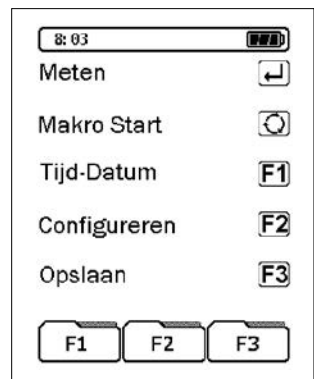 8:03
Meten
Makro Start
Tijd-Datum F1
Configureren F2
Opslaan F3
F1 F2 F3